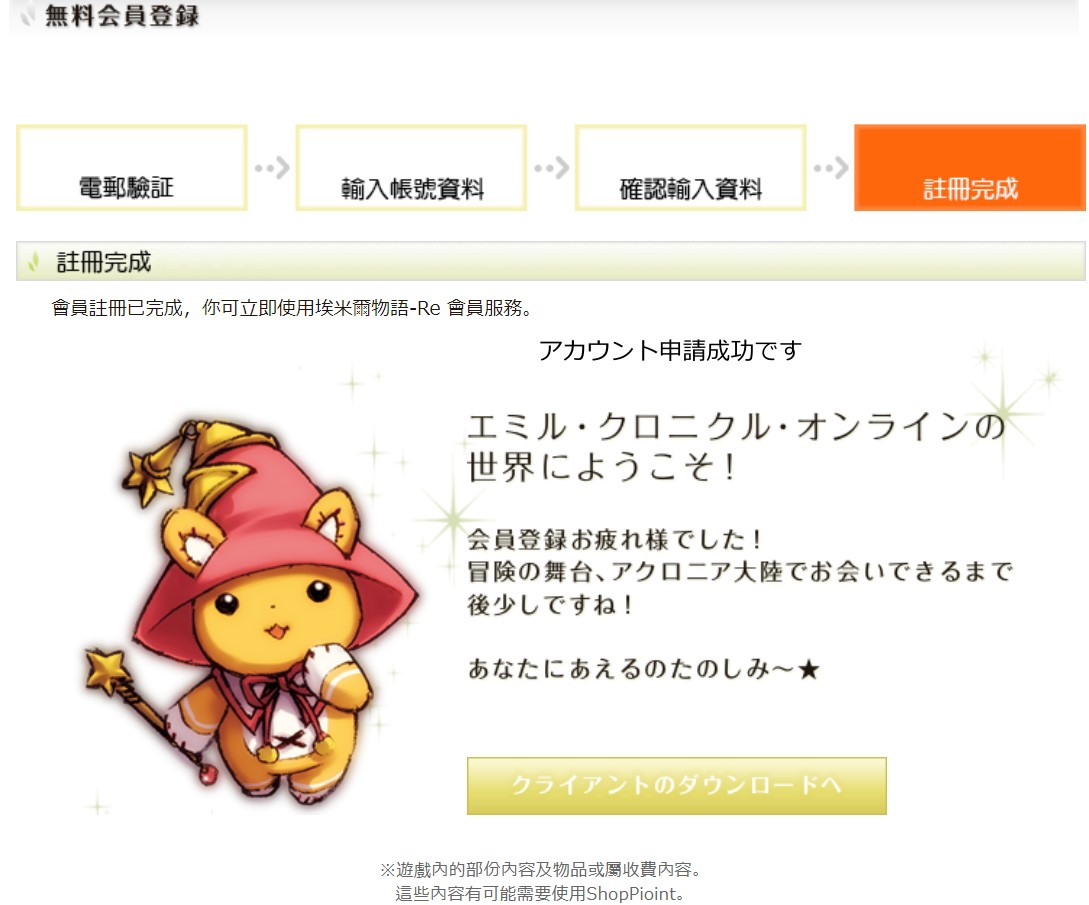 無料会員登録
電郵驗証
輸入帳號資料
確認輸入資料
註冊完成
註冊完成
會員註冊已完成，你可立即使用埃米爾物語-Re 會員服務。
アカウント申請成功です
エミル・クロニクル・オンラインの
世界にようこそ！
会員登録お疲れ様でした！
冒険の舞台、アクロニア大陸でお会いできるまで
後少しですね！
あなたにあえるのたのしみ～★
クライアントのダウンロードへ
※遊戲內的部份內容及物品或屬收費內容。
這些內容有可能需要使用ShopPioint。